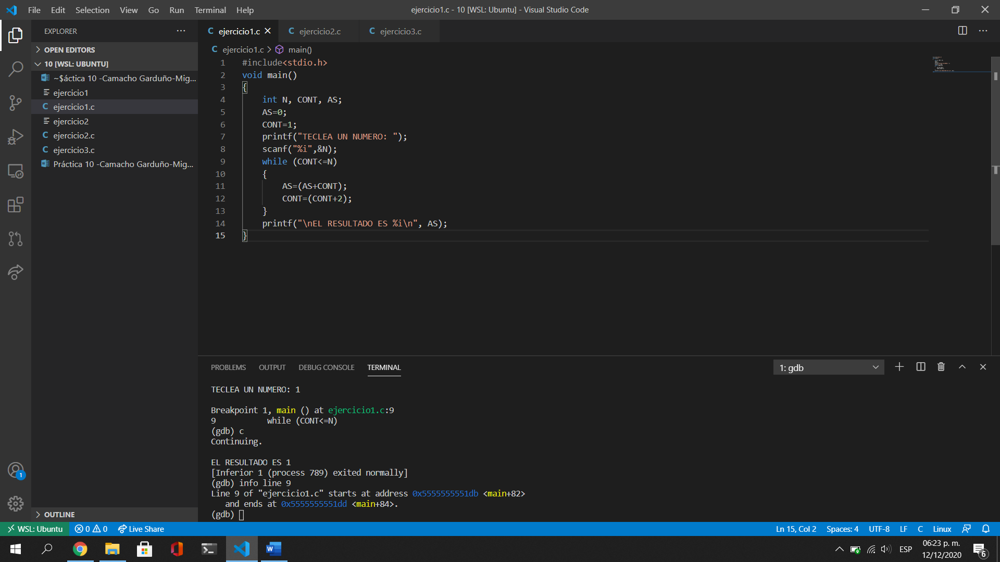 File Edit Selection View Go Run Terminal Help
ejercicio1.c - 10 [WSL: Ubuntu] - Visual Studio Code
EXPLORER
OPEN EDITORS
10 [WSL: UBUNTU]
~$áctica 10 -Camacho Garduño-Mig...
ejercicio1
ejercicio1.c
ejercicio2
ejercicio2.c
ejercicio3.c
Práctica 10 -Camacho Garduño-Mig...
OUTLINE
ejercicio1.c ejercicio2.c ejercicio3.c
ejercicio1.c > main()
1 #include<stdio.h>
2 void main()
3 {
4 int N, CONT, AS;
5 AS=0;
6 CONT=1;
7 printf("TECLEA UN NUMERO: ");
8 scanf("%i",&N);
9 while (CONT<=N)
10 {
11 AS=(AS+CONT);
12 CONT=(CONT+2);
13 }
14 printf("\nEL RESULTADO ES %i\n", AS);
15 }
PROBLEMS OUTPUT DEBUG CONSOLE TERMINAL
1: gdb
TECLEA UN NUMERO: 1
Breakpoint 1, main () at ejercicio1.c:9
9 while (CONT<=N)
(gdb) c
Continuing.
EL RESULTADO ES 1
[Inferior 1 (process 789) exited normally]
(gdb) info line 9
Line 9 of "ejercicio1.c" starts at address 0x5555555551db <main+82>
and ends at 0x5555555551dd <main+84>.
(gdb)
1
WSL: Ubuntu 0 0 Live Share
Ln 15, Col 2 Spaces: 4 UTF-8 LF C Linux
ESP
06:23 p. m.
12/12/2020
6